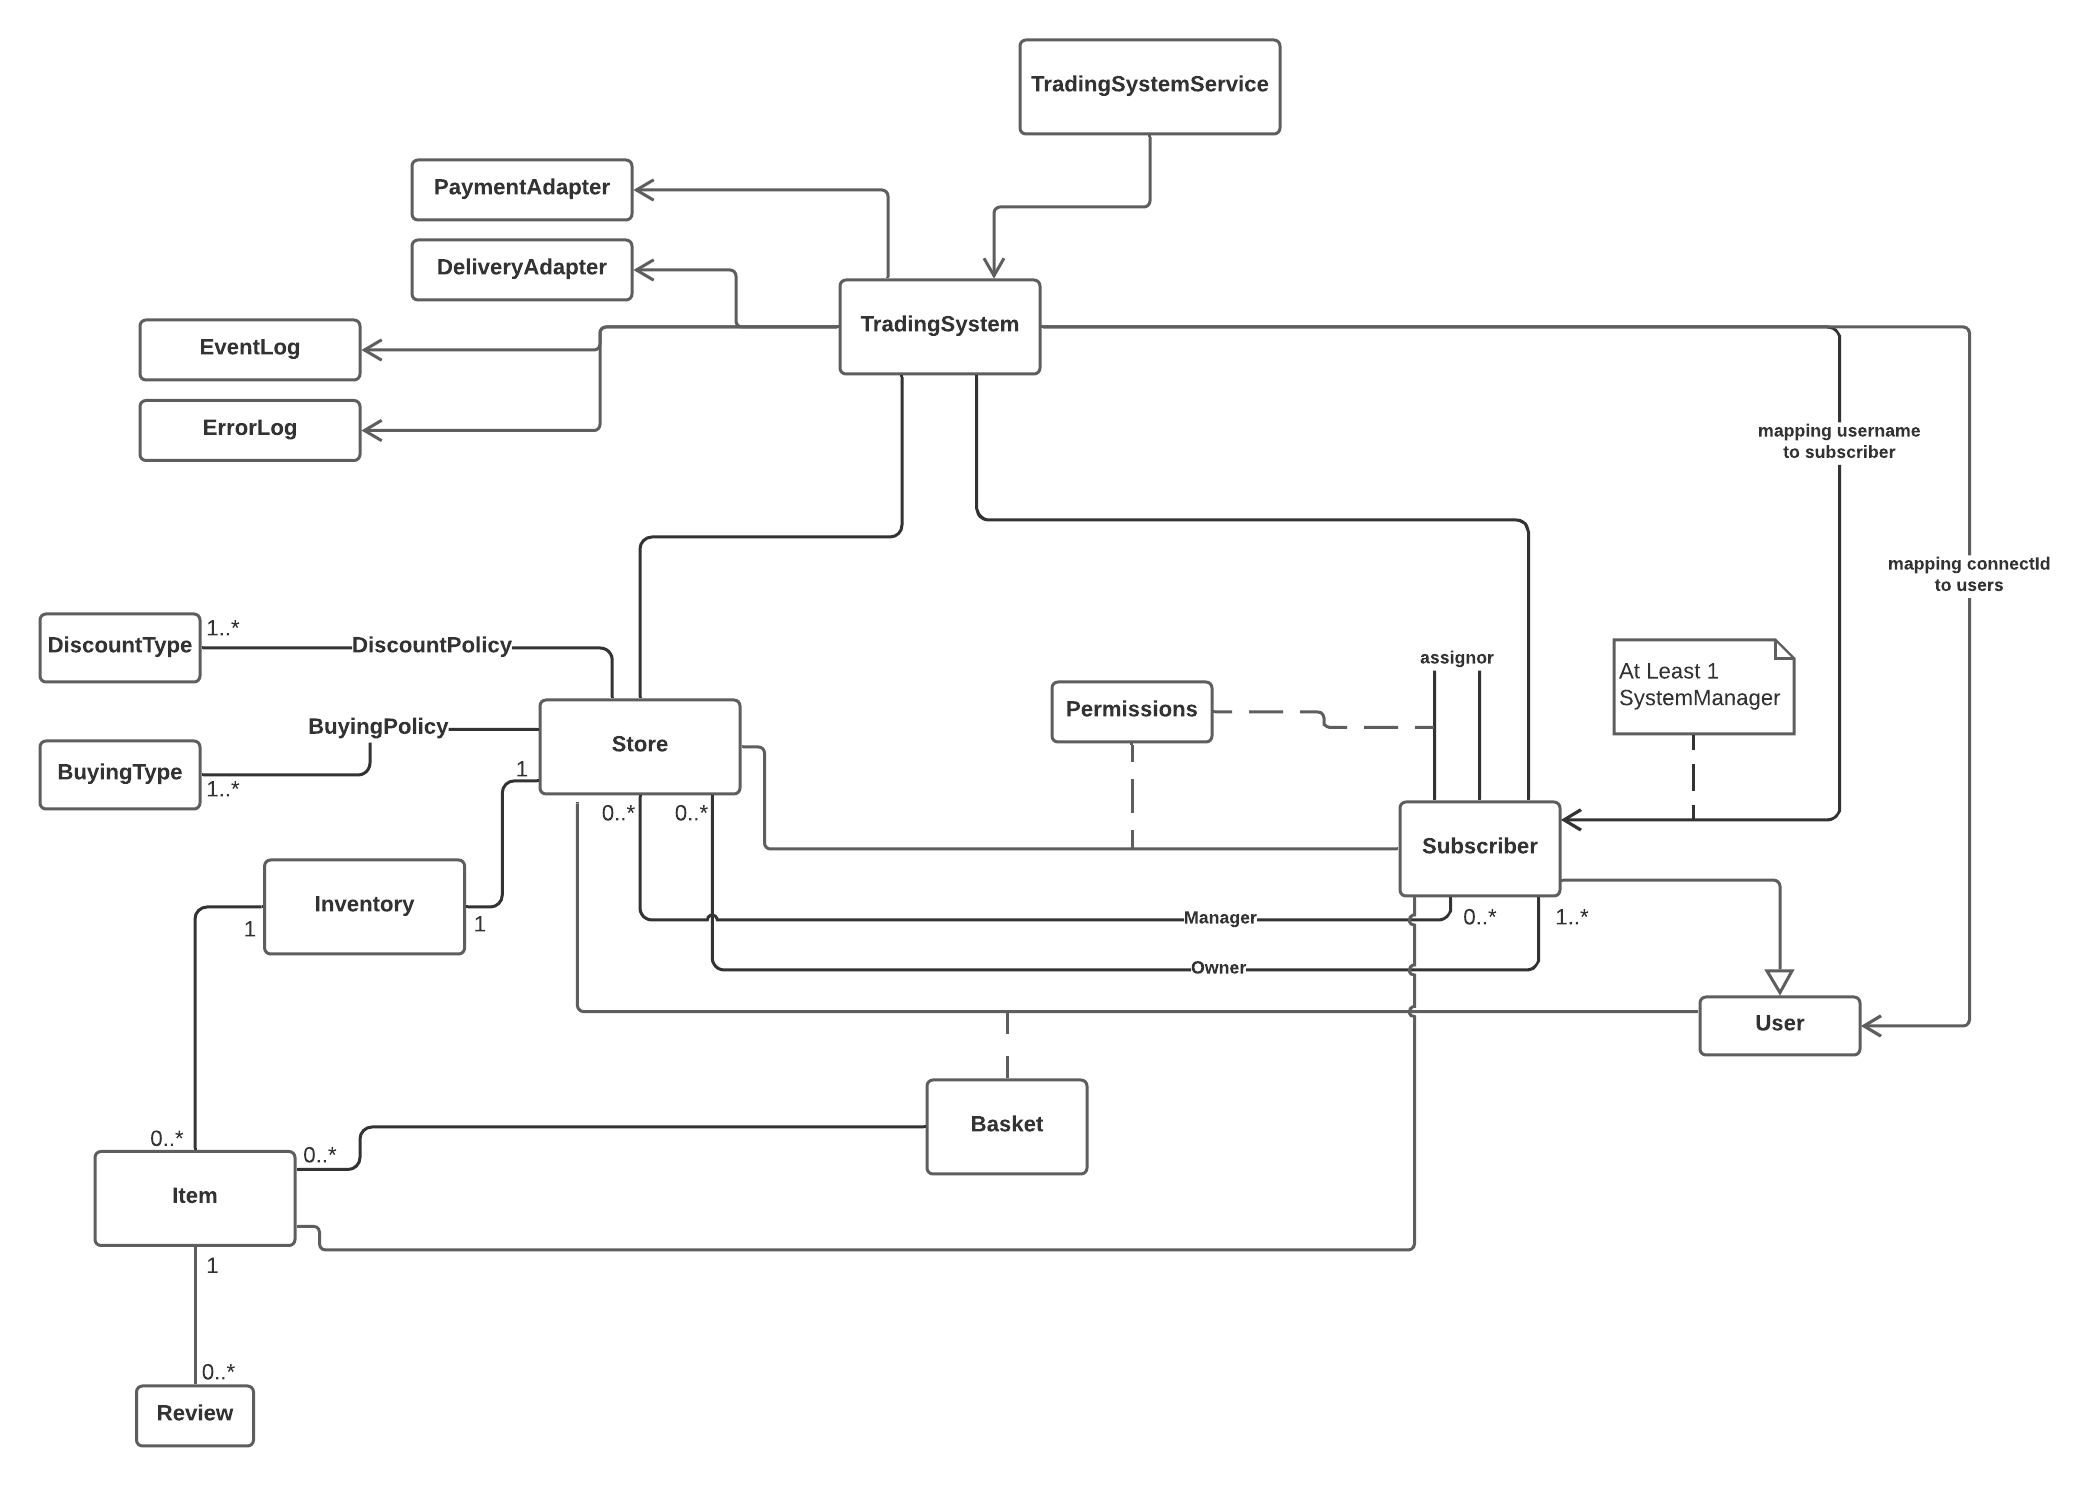 TradingSystemService
PaymentAdapter
DeliveryAdapter
TradingSystem
EventLog
ErrorLog
mapping username
to subscriber
mapping connectId
to users
1..*
DiscountType
DiscountPolicy
assignor
At Least 1
SystemManager
Permissions
BuyingPolicy
Store
BuyingType
1
1..*
0..*
0..*
Subscriber
Inventory
1
1
Manager
0..*
1..*
Owner
User
Basket
0..*
0..*
Item
1
0..*
Review